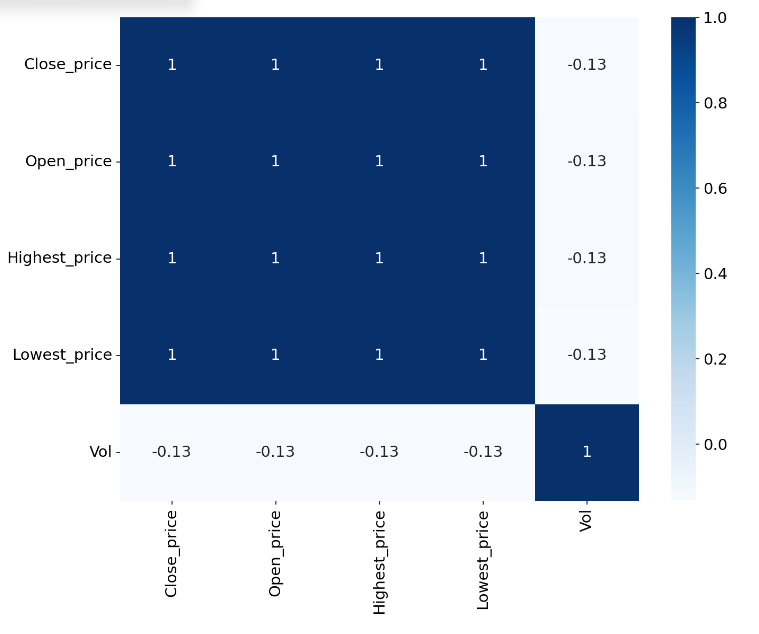 1.0
Close_price 1 1 1 1 -0.13
0.8
Open_price 1 1 1 1 -0.13
0.6
Highest_price 1 1 1 1 -0.13
0.4
Lowest_price 1 1 1 1 -0.13
0.2
0.0
Vol -0.13 -0.13 -0.13 -0.13 1
Close_price
Open_price
Highest_price
Lowest_price
Vol